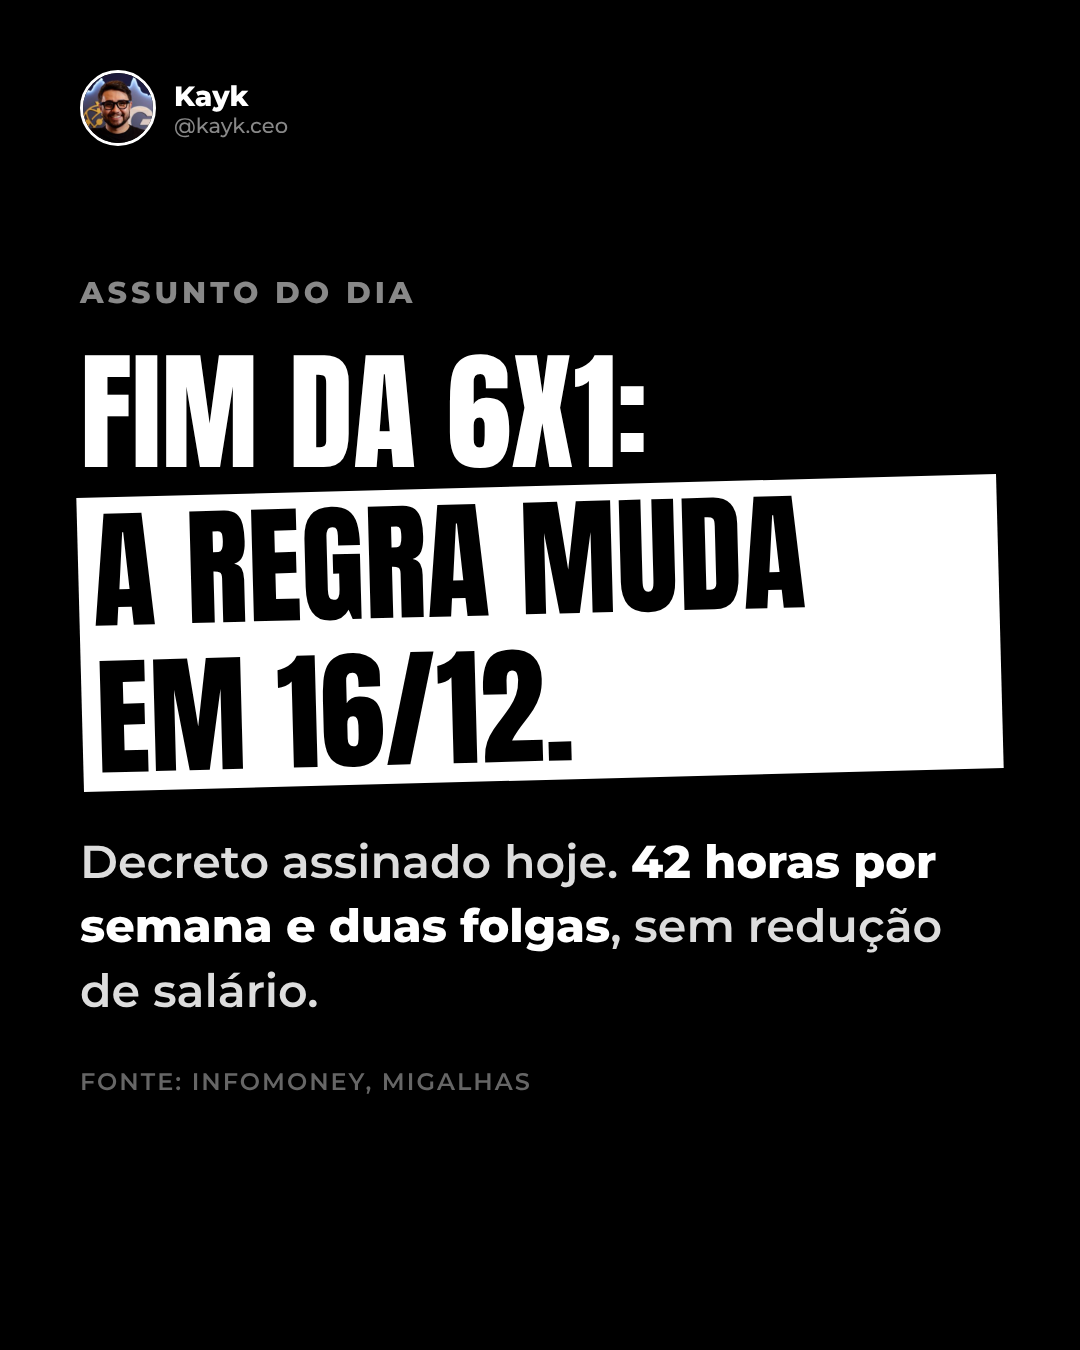 Kayk
@kayk.ceo
ASSUNTO DO DIA
FIM DA 6X1:
A REGRA MUDA
EM 16/12.
Decreto assinado hoje. 42 horas por
semana e duas folgas, sem redução
de salário.
FONTE: INFOMONEY, MIGALHAS